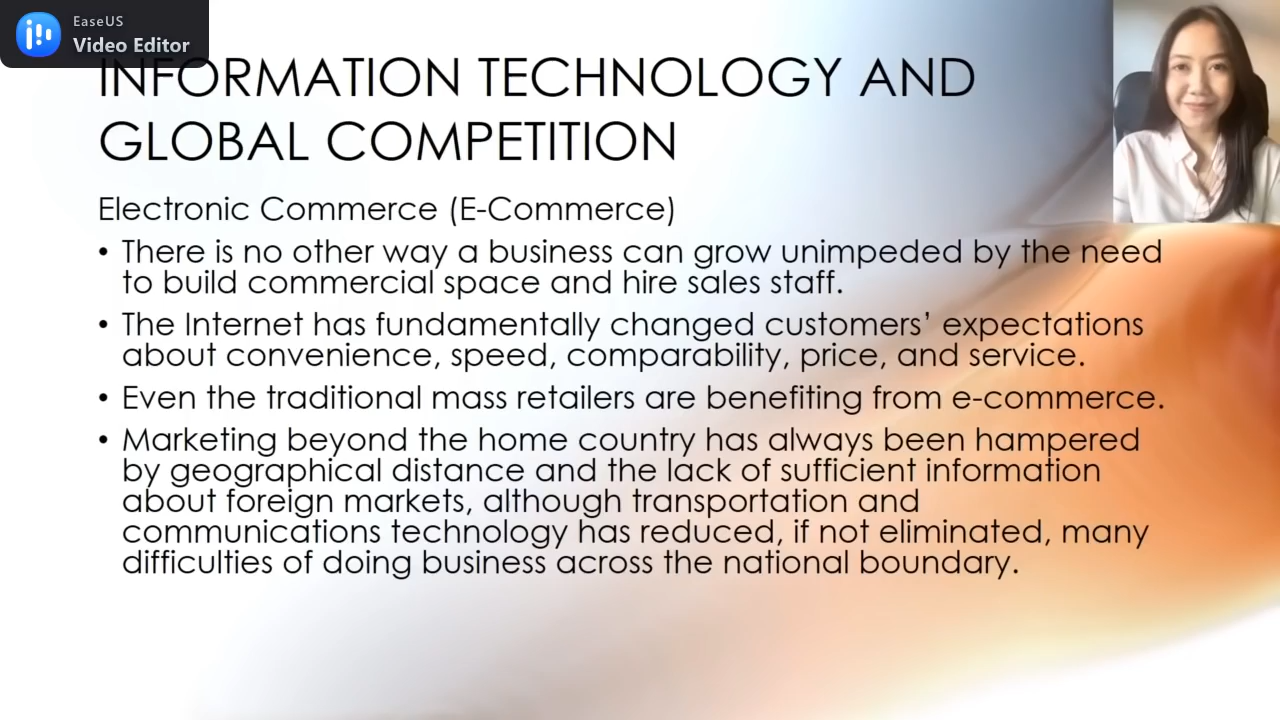 EaseUS
Video Editor
INFORMATION TECHNOLOGY AND
GLOBAL COMPETITION
Electronic Commerce (E-Commerce)
• There is no other way a business can grow unimpeded by the need
to build commercial space and hire sales staff.
• The Internet has fundamentally changed customers’ expectations
about convenience, speed, comparability, price, and service.
• Even the traditional mass retailers are benefiting from e-commerce.
• Marketing beyond the home country has always been hampered
by geographical distance and the lack of sufficient information
about foreign markets, although transportation and
communications technology has reduced, if not eliminated, many
difficulties of doing business across the national boundary.